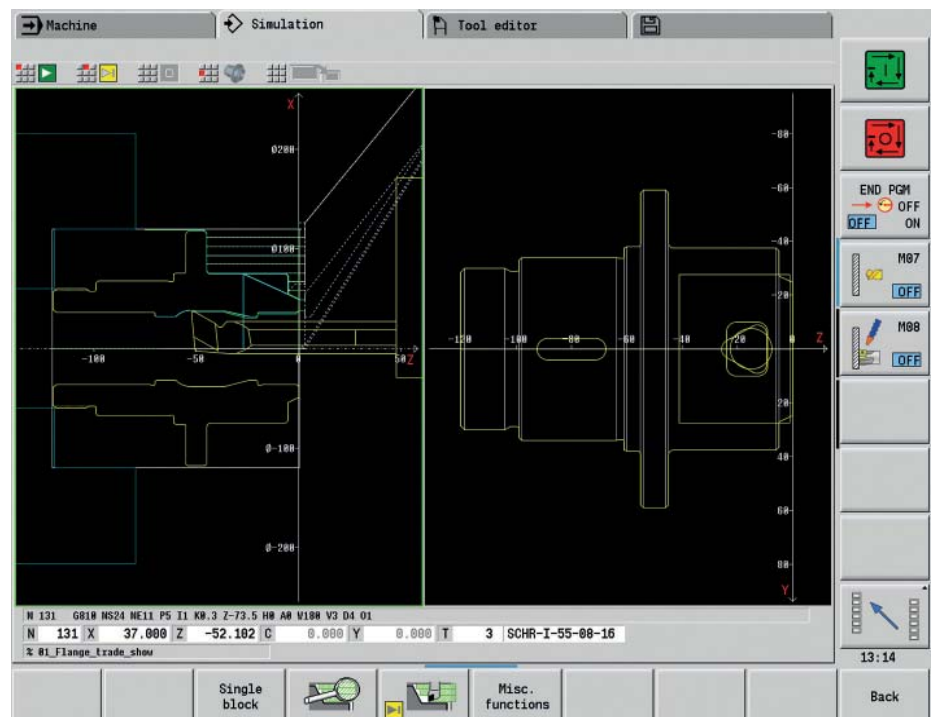 Machine
Simulation
Tool editor
X
Ø200
Ø100
-100
-50
0
50
Z
Ø-100
Ø-200
-80
-60
-40
-20
-120
-100
-80
-60
-40
-20
0
0
Z
20
40
60
80
Y
END PGM
OFF
OFF ON
M07
OFF
M08
OFF
N 131 G810 NS24 NE11 P5 I1 K0.3 Z-73.5 H0 A0 W180 V3 D4 O1
N 131 X 37.000 Z -52.102 C 0.000 Y 0.000 T 3 SCHR-I-55-08-16
% 01_Flange_trade_show
13:14
Single
block
Misc.
functions
Back